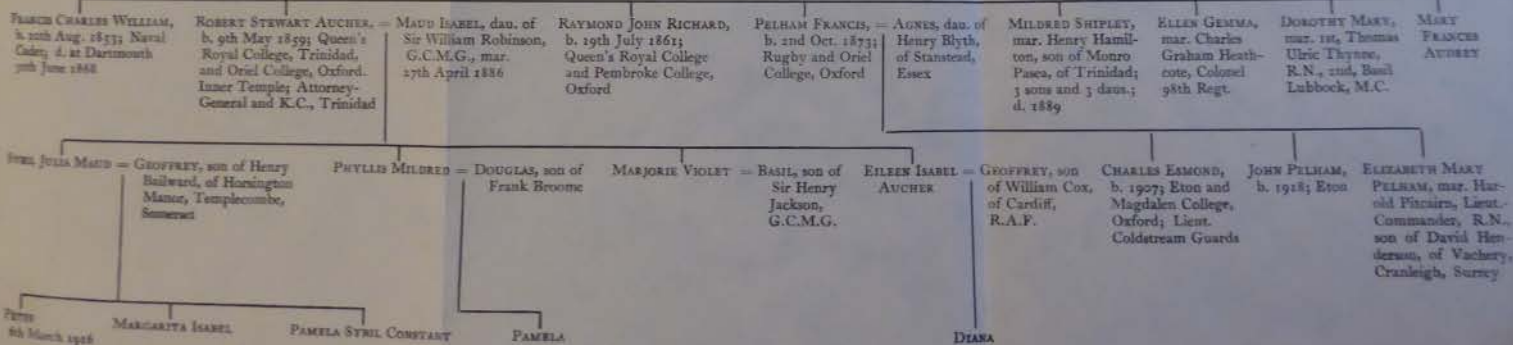 FRANCIS CHARLES WILLIAM,
b. 20th Aug. 1853; Naval
Cadet; d. at Dartmouth
June 1868
ROBERT STEWART AUCHER, =
b. 9th May 1859; Queen's
Royal College, Trinidad,
and Oriel College, Oxford.
Inner Temple; Attorney-
General and K.C., Trinidad
MAUD ISABEL, dau. of
Sir William Robinson,
G.C.M.G., mar.
27th April 1886
RAYMOND JOHN RICHARD,
b. 19th July 1861;
Queen's Royal College
and Pembroke College,
Oxford
PELHAM FRANCIS, =
b. 2nd Oct. 1873;
Rugby and Oriel
College, Oxford
AGNES, dau. of
Henry Blyth,
of Stanstead,
Essex
MILDRED SHIPLEY,
mar. Henry Hamil-
ton, son of Monro
Pasea, of Trinidad;
3 sons and 3 daus.;
d. 1889
ELLEN GEMMA,
mar. Charles
Graham Heath-
cote, Colonel
98th Regt.
DOROTHY MARY,
mar. 1st, Thomas
Ulric Thynne,
R.N., 2nd, Basil
Lubbock, M.C.
MARY
FRANCES
AUDREY
JULIA MAUD =
GEOFFREY, son of Henry
Bailward, of Horsington
Manor, Templecombe,
Somerset
PHYLLIS MILDRED =
DOUGLAS, son of
Frank Broome
MARJORIE VIOLET =
BASIL, son of
Sir Henry
Jackson,
G.C.M.G.
EILEEN ISABEL =
AUCHER
GEOFFREY, son
of William Cox,
of Cardiff,
R.A.F.
CHARLES ESMOND,
b. 1907; Eton and
Magdalen College,
Oxford; Lieut.
Coldstream Guards
JOHN PELHAM,
b. 1918; Eton
ELIZABETH MARY
PELHAM, mar. Har-
old Pitcairn, Lieut.-
Commander, R.N.,
son of David Hen-
derson, of Vachery,
Cranleigh, Surrey
PETER
6th March 1916
MARGARITA ISABEL
PAMELA SYBIL CONSTANT
PAMELA
DIANA